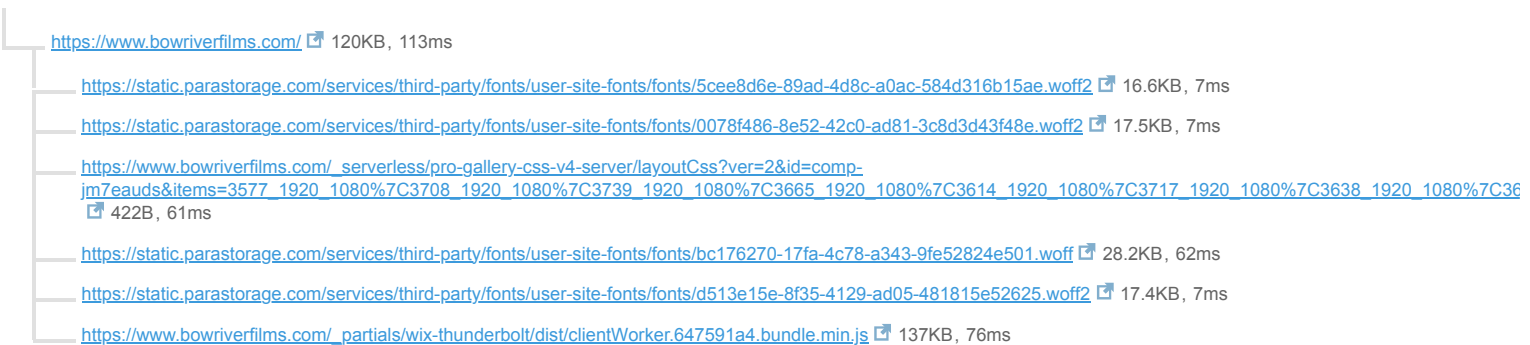 https://www.bowriverfilms.com/ 120KB, 113ms
https://static.parastorage.com/services/third-party/fonts/user-site-fonts/fonts/5cee8d6e-89ad-4d8c-a0ac-584d316b15ae.woff2 16.6KB, 7ms
https://static.parastorage.com/services/third-party/fonts/user-site-fonts/fonts/0078f486-8e52-42c0-ad81-3c8d3d43f48e.woff2 17.5KB, 7ms
https://www.bowriverfilms.com/_serverless/pro-gallery-css-v4-server/layoutCss?ver=2&id=comp-
jm7eauds&items=3577_1920_1080%7C3708_1920_1080%7C3739_1920_1080%7C3665_1920_1080%7C3614_1920_1080%7C3717_1920_1080%7C3638_1920_1080%7C36
422B, 61ms
https://static.parastorage.com/services/third-party/fonts/user-site-fonts/fonts/bc176270-17fa-4c78-a343-9fe52824e501.woff 28.2KB, 62ms
https://static.parastorage.com/services/third-party/fonts/user-site-fonts/fonts/d513e15e-8f35-4129-ad05-481815e52625.woff2 17.4KB, 7ms
https://www.bowriverfilms.com/_partials/wix-thunderbolt/dist/clientWorker.647591a4.bundle.min.js 137KB, 76ms